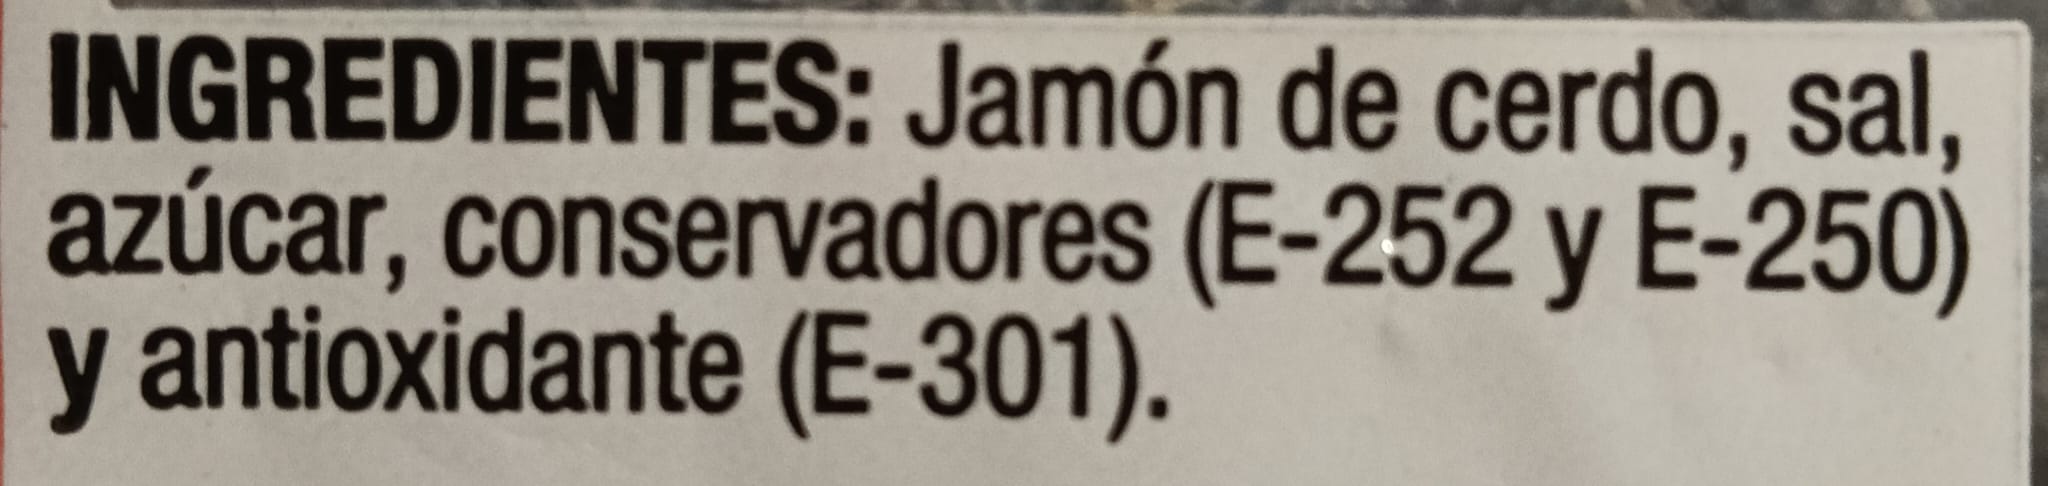 INGREDIENTES: Jamón de cerdo, sal,
azúcar, conservadores (E-252 y E-250)
y antioxidante (E-301).